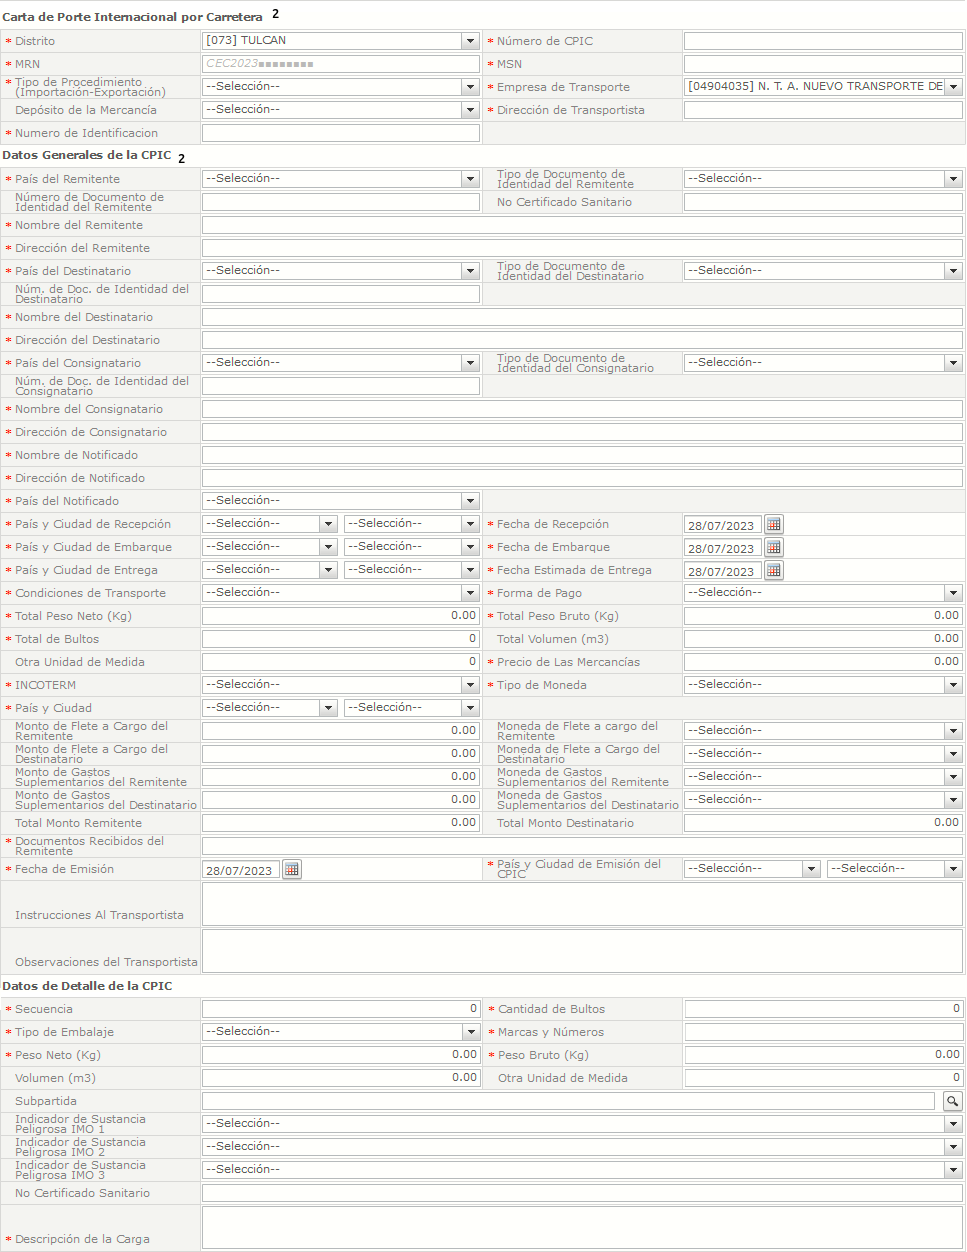 Carta de Porte Internacional por Carretera 2
* Distrito [073] TULCAN * Número de CPIC
* MRN CEC2023 * MSN
* Tipo de Procedimiento (Importación-Exportación) --Selección-- * Empresa de Transporte [04904035] N. T. A. NUEVO TRANSPORTE DE
Depósito de la Mercancía --Selección-- * Dirección de Transportista
* Numero de Identificacion
Datos Generales de la CPIC 2
* País del Remitente --Selección-- Tipo de Documento de Identidad del Remitente --Selección--
Número de Documento de Identidad del Remitente No Certificado Sanitario
* Nombre del Remitente
* Dirección del Remitente
* País del Destinatario --Selección-- Tipo de Documento de Identidad del Destinatario --Selección--
Núm. de Doc. de Identidad del Destinatario
* Nombre del Destinatario
* Dirección del Destinatario
* País del Consignatario --Selección-- Tipo de Documento de Identidad del Consignatario --Selección--
Núm. de Doc. de Identidad del Consignatario
* Nombre del Consignatario
* Dirección de Consignatario
* Nombre de Notificado
* Dirección de Notificado
* País del Notificado --Selección--
* País y Ciudad de Recepción --Selección-- --Selección-- * Fecha de Recepción 28/07/2023
* País y Ciudad de Embarque --Selección-- --Selección-- * Fecha de Embarque 28/07/2023
* País y Ciudad de Entrega --Selección-- --Selección-- * Fecha Estimada de Entrega 28/07/2023
* Condiciones de Transporte --Selección-- * Forma de Pago --Selección--
* Total Peso Neto (Kg) 0.00 * Total Peso Bruto (Kg) 0.00
* Total de Bultos 0 Total Volumen (m3) 0.00
Otra Unidad de Medida 0 * Precio de Las Mercancías 0.00
* INCOTERM --Selección-- * Tipo de Moneda --Selección--
* País y Ciudad --Selección-- --Selección--
Monto de Flete a Cargo del Remitente 0.00 Moneda de Flete a cargo del Remitente --Selección--
Monto de Flete a Cargo del Destinatario 0.00 Moneda de Flete a Cargo del Destinatario --Selección--
Monto de Gastos Suplementarios del Remitente 0.00 Moneda de Gastos Suplementarios del Remitente --Selección--
Monto de Gastos Suplementarios del Destinatario 0.00 Moneda de Gastos Suplementarios del Destinatario --Selección--
Total Monto Remitente 0.00 Total Monto Destinatario 0.00
* Documentos Recibidos del Remitente
* Fecha de Emisión 28/07/2023 * País y Ciudad de Emisión del CPIC --Selección-- --Selección--
Instrucciones Al Transportista
Observaciones del Transportista
Datos de Detalle de la CPIC
* Secuencia 0 * Cantidad de Bultos 0
* Tipo de Embalaje --Selección-- * Marcas y Números
* Peso Neto (Kg) 0.00 * Peso Bruto (Kg) 0.00
Volumen (m3) 0.00 Otra Unidad de Medida 0
Subpartida
Indicador de Sustancia Peligrosa IMO 1 --Selección--
Indicador de Sustancia Peligrosa IMO 2 --Selección--
Indicador de Sustancia Peligrosa IMO 3 --Selección--
No Certificado Sanitario
* Descripción de la Carga